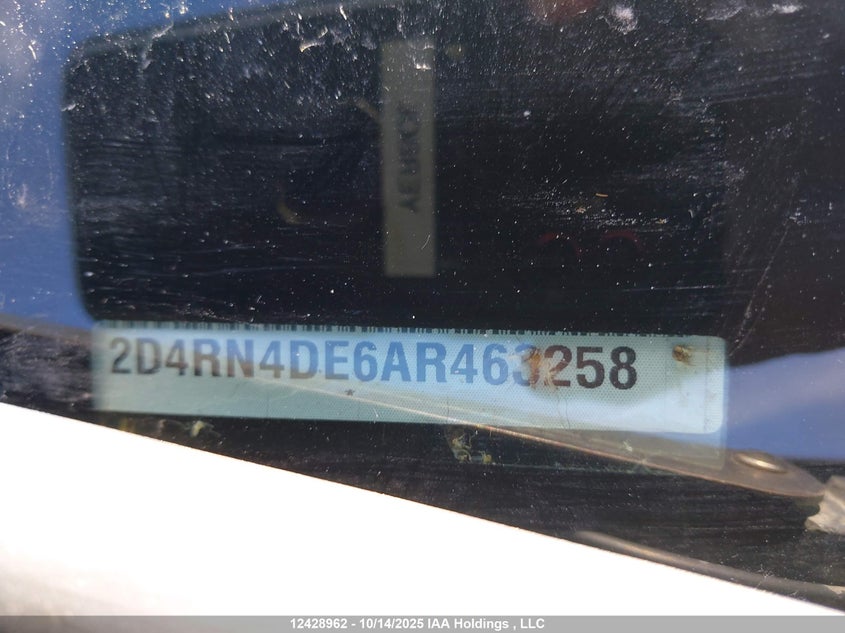 2D4RN4DE6AR463258
12428962 - 10/14/2025 IAA Holdings , LLC